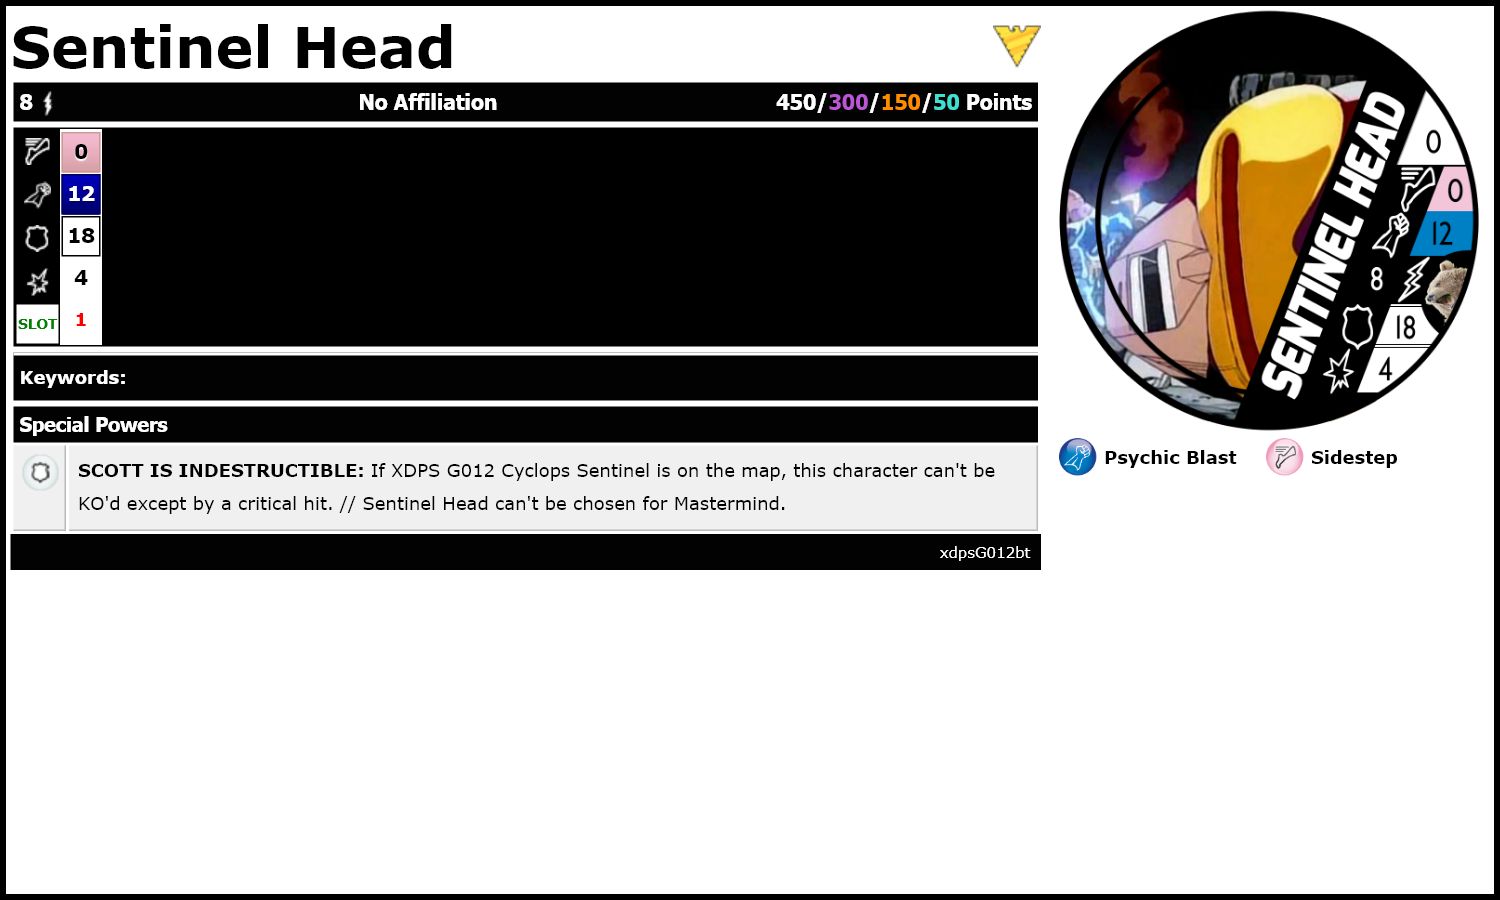 Sentinel Head
8 No Affiliation 450/300/150/50 Points
0
12
18
4
SLOT 1
Keywords:
Special Powers
SCOTT IS INDESTRUCTIBLE: If XDPS G012 Cyclops Sentinel is on the map, this character can't be
KO'd except by a critical hit. // Sentinel Head can't be chosen for Mastermind.
xdpsG012bt
SENTINEL HEAD
0
0
12
8
18
4
Psychic Blast Sidestep